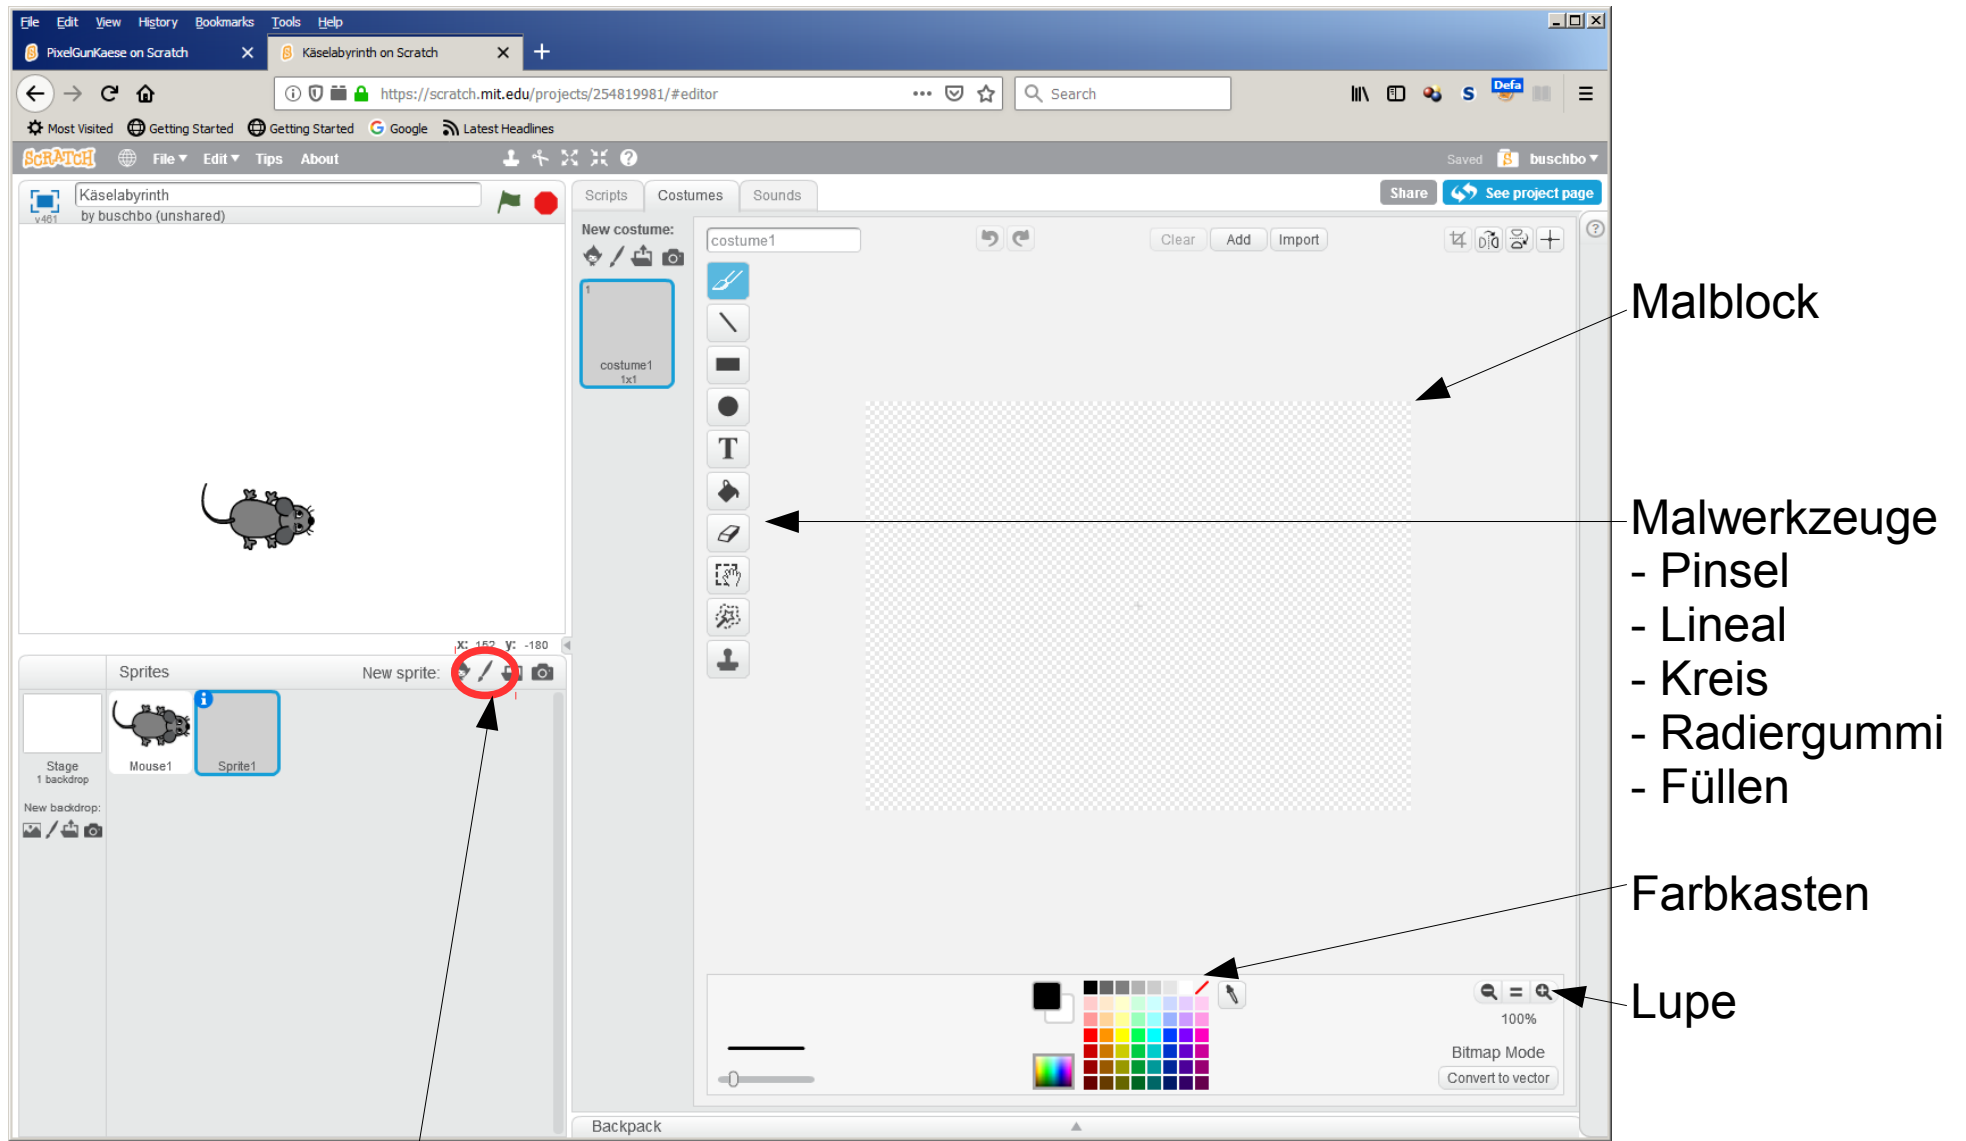 File Edit View History Bookmarks Tools Help
PixelGunKaese on Scratch
Käselabyrinth on Scratch
https://scratch.mit.edu/projects/254819981/#editor
Search
Defa
Most Visited Getting Started Getting Started Google Latest Headlines
SCRATCH File Edit Tips About
Saved buschbo
Käselabyrinth
v461 by buschbo (unshared)
Scripts Costumes Sounds
Share See project page
New costume:
costume1
Clear Add Import
1
costume1
1x1
T
x: 152 y: -180
Sprites New sprite:
Stage
1 backdrop
New backdrop:
Mouse1
Sprite1
100%
Bitmap Mode
Convert to vector
Backpack
Malblock
Malwerkzeuge
- Pinsel
- Lineal
- Kreis
- Radiergummi
- Füllen
Farbkasten
Lupe